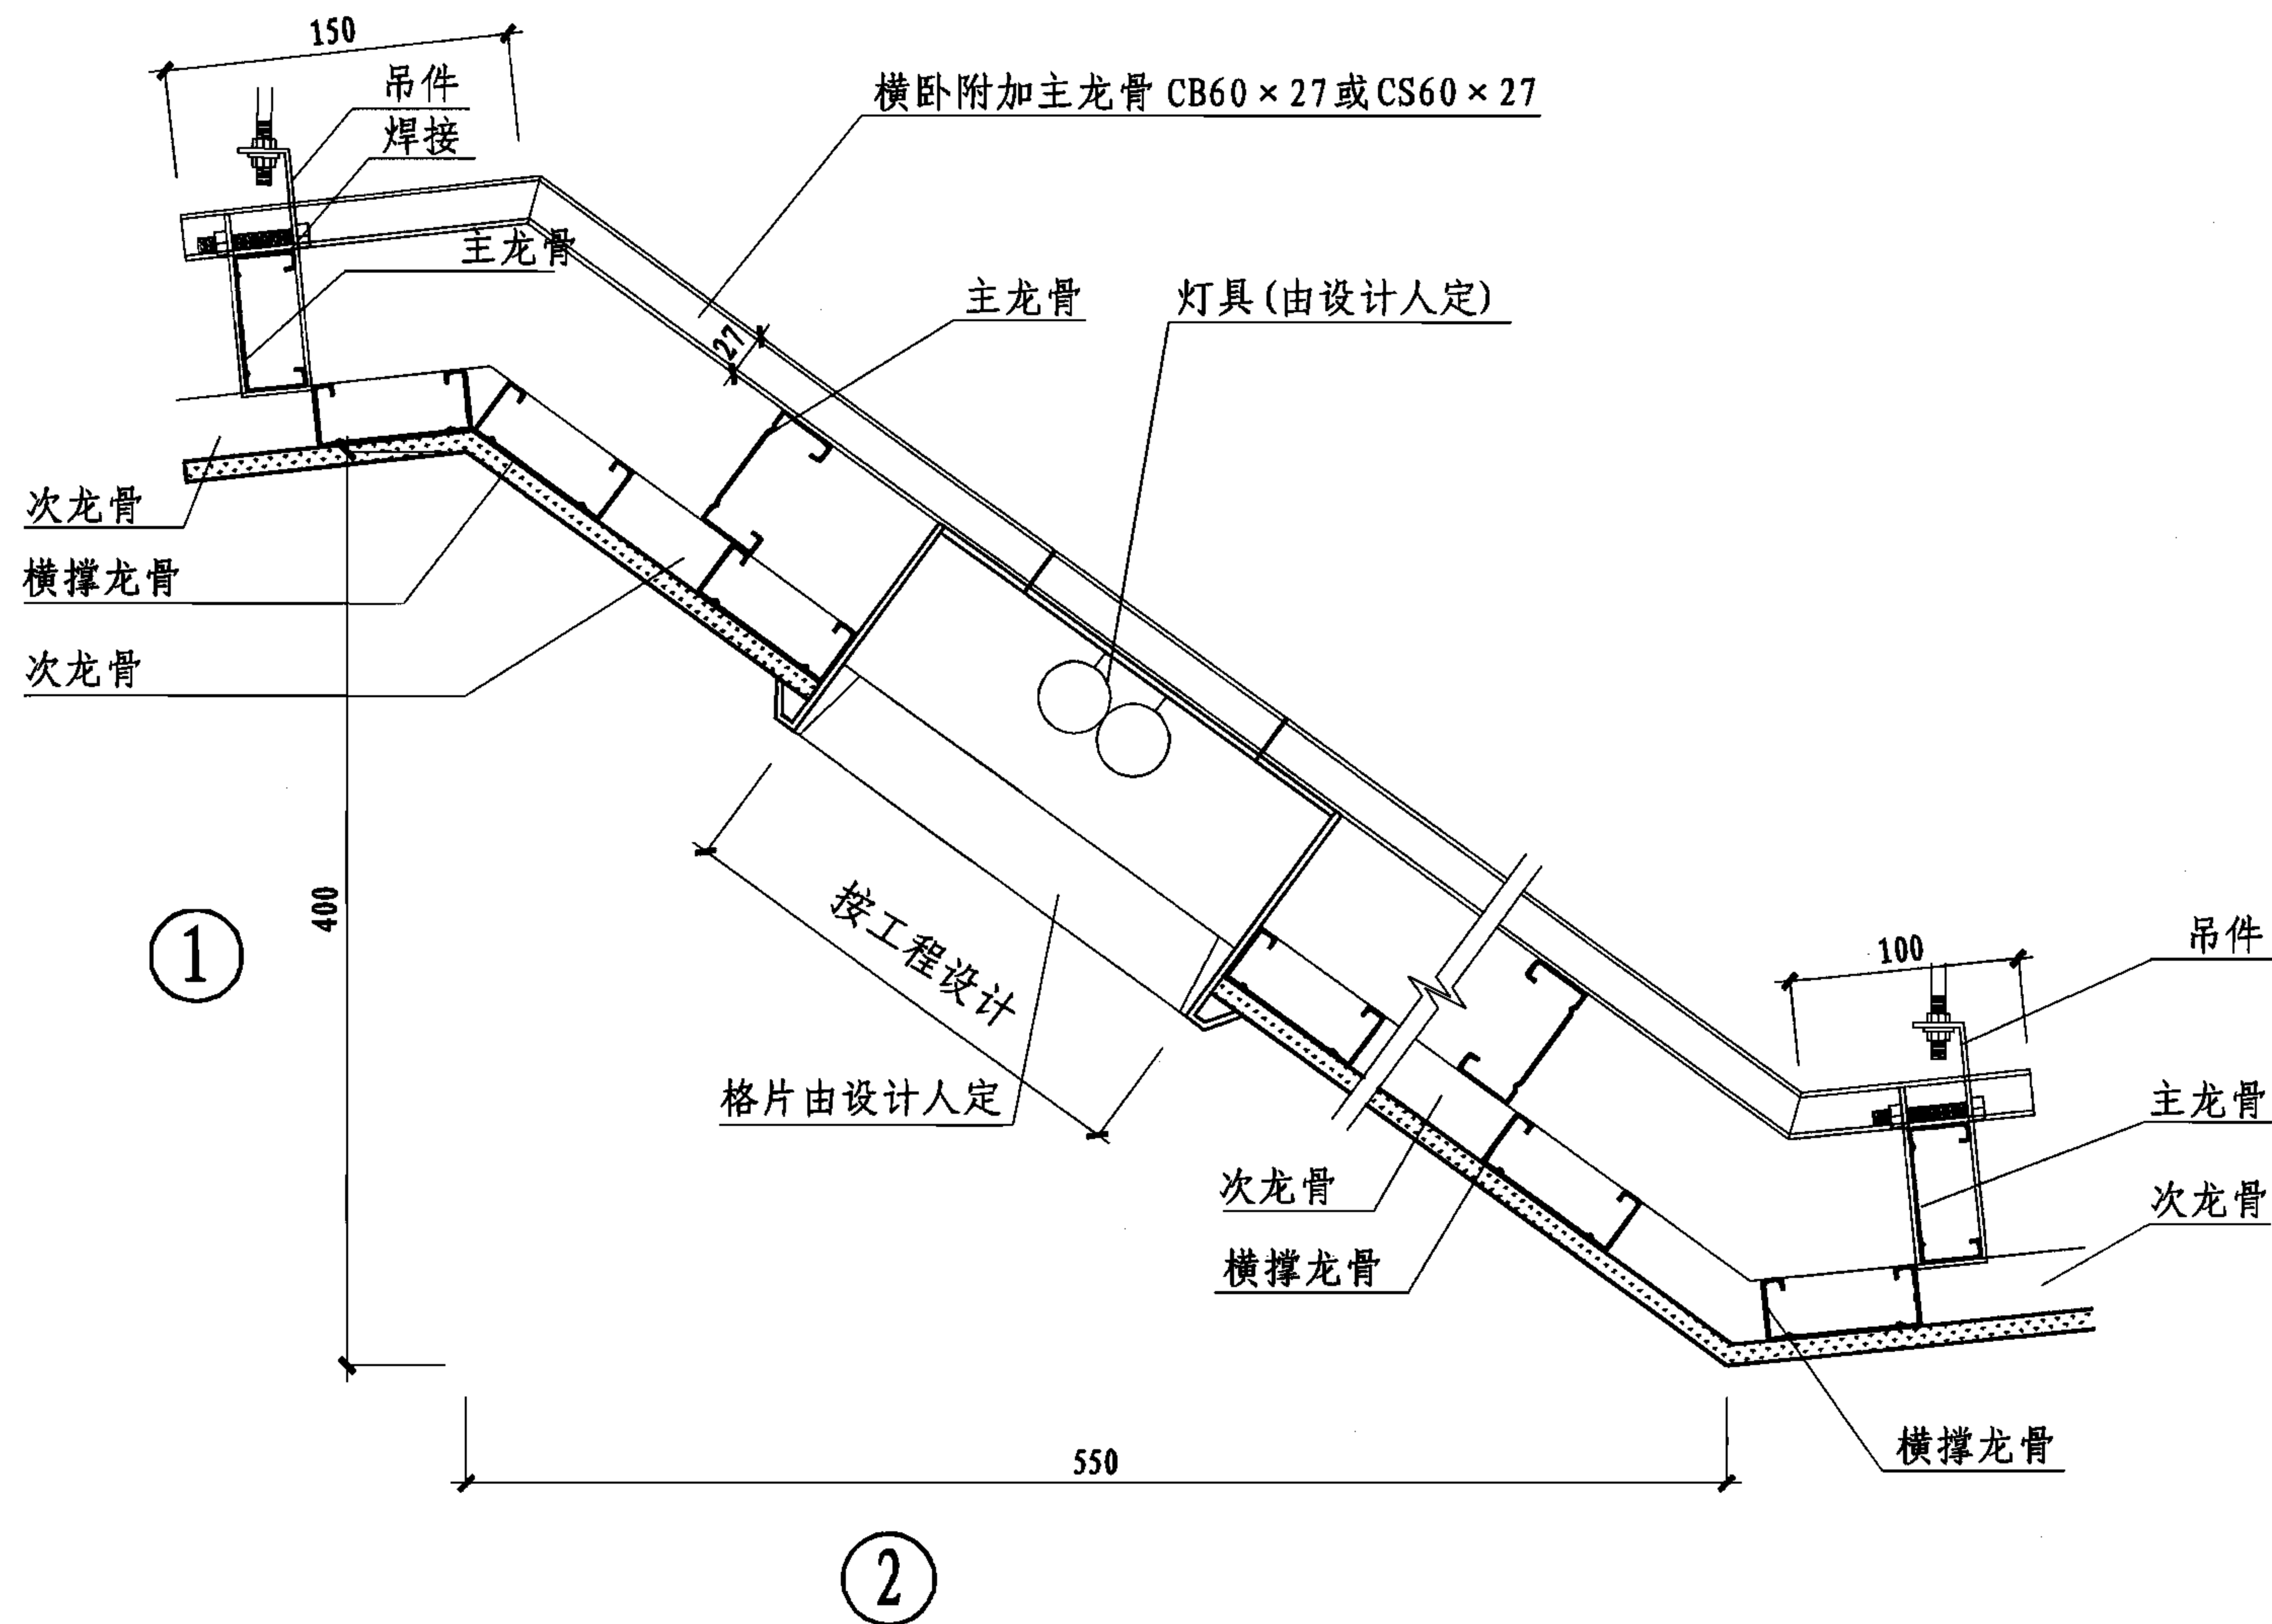 150
吊件
焊接
横卧附加主龙骨 CB60×27或CS60×27
主龙骨
主龙骨
灯具(由设计人定)
27
次龙骨
横撑龙骨
次龙骨
400
1
按工程设计
格片由设计人定
100
吊件
主龙骨
次龙骨
次龙骨
横撑龙骨
横撑龙骨
550
2